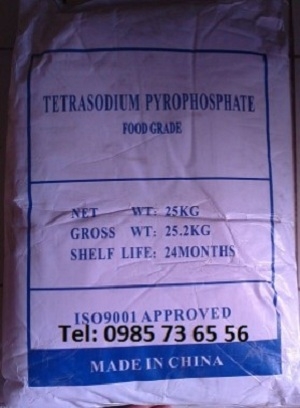 TETRASODIUM PYROPHOSPHATE
FOOD GRADE
NET WT: 25KG
GROSS WT: 25.2KG
SHELF LIFE: 24MONTHS
ISO9001 APPROVED
Tel: 0985 73 65 56
MADE IN CHINA